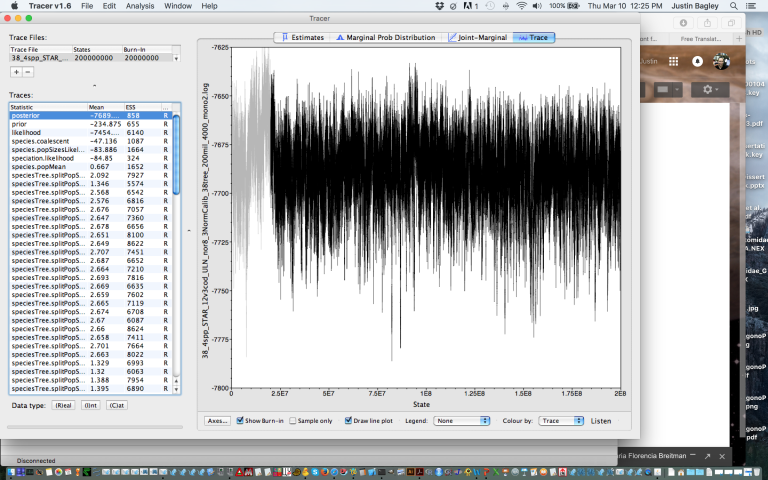 Tracer v1.6 File Edit Analysis Window Help
100% Thu Mar 10 12:25 PM Justin Bagley
Tracer
Trace Files:
Trace File States Burn-In
38_4spp_STAR_... 200000000 20000000
+ −
Traces:
Statistic Mean ESS ...
posterior -7689.... 858 R
prior -234.875 655 R
likelihood -7454.... 6140 R
species.coalescent -47.136 1087 R
species.popSizesLikel... -83.886 1664 R
speciation.likelihood -84.85 324 R
species.popMean 0.667 1652 R
speciesTree.splitPopS... 2.092 7927 R
speciesTree.splitPopS... 1.346 5574 R
speciesTree.splitPopS... 2.568 6542 R
speciesTree.splitPopS... 2.576 6816 R
speciesTree.splitPopS... 2.676 7057 R
speciesTree.splitPopS... 2.647 7360 R
speciesTree.splitPopS... 2.678 6656 R
speciesTree.splitPopS... 2.651 8100 R
speciesTree.splitPopS... 2.649 8622 R
speciesTree.splitPopS... 2.707 7451 R
speciesTree.splitPopS... 2.687 6652 R
speciesTree.splitPopS... 2.664 7210 R
speciesTree.splitPopS... 2.693 7816 R
speciesTree.splitPopS... 2.669 6635 R
speciesTree.splitPopS... 2.659 7602 R
speciesTree.splitPopS... 2.665 7119 R
speciesTree.splitPopS... 2.674 6708 R
speciesTree.splitPopS... 2.67 6087 R
speciesTree.splitPopS... 2.66 8624 R
speciesTree.splitPopS... 2.658 7411 R
speciesTree.splitPopS... 2.701 7664 R
speciesTree.splitPopS... 2.663 8022 R
speciesTree.splitPopS... 1.329 6993 R
speciesTree.splitPopS... 1.32 6063 R
speciesTree.splitPopS... 1.388 7954 R
speciesTree.splitPopS... 1.395 6890 R
Data type: (R)eal (I)nt (C)at
Estimates Marginal Prob Distribution Joint-Marginal Trace
38_4spp_STAR_12v3cod_ULN_nor8_3NormCalib_38tree_200mil_4000_mono2.log
-7625
-7650
-7675
-7700
-7725
-7750
-7775
-7800
0 2.5E7 5E7 7.5E7 1E8 1.25E8 1.5E8 1.75E8 2E8
State
Axes... Show Burn-in Sample only Draw line plot Legend: None Colour by: Trace Listen
Disconnected
Free Translat...
Justin
ria Florencia Breitman